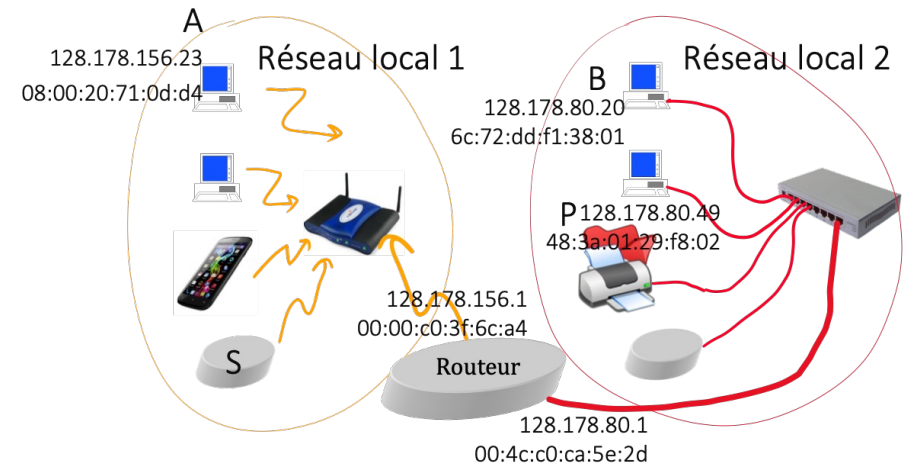 A
128.178.156.23
08:00:20:71:0d:d4
Réseau local 1
S
128.178.156.1
00:00:c0:3f:6c:a4
Routeur
128.178.80.1
00:4c:c0:ca:5e:2d
Réseau local 2
B
128.178.80.20
6c:72:dd:f1:38:01
P
128.178.80.49
48:3a:01:29:f8:02